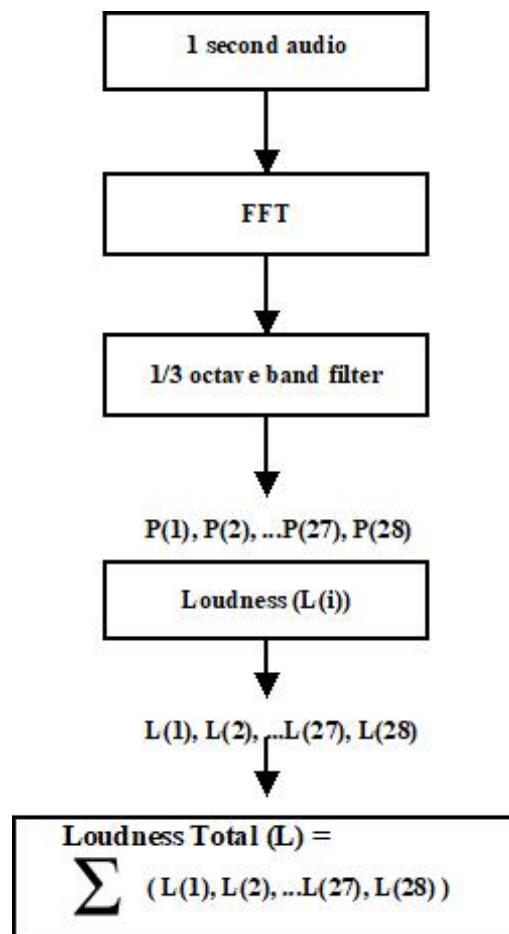 1 second audio
FFT
1/3 octave band filter
P(1), P(2), ...P(27), P(28)
Loudness (L(i))
L(1), L(2), ...L(27), L(28)
Loudness Total (L) =
∑ ( L(1), L(2), ...L(27), L(28) )